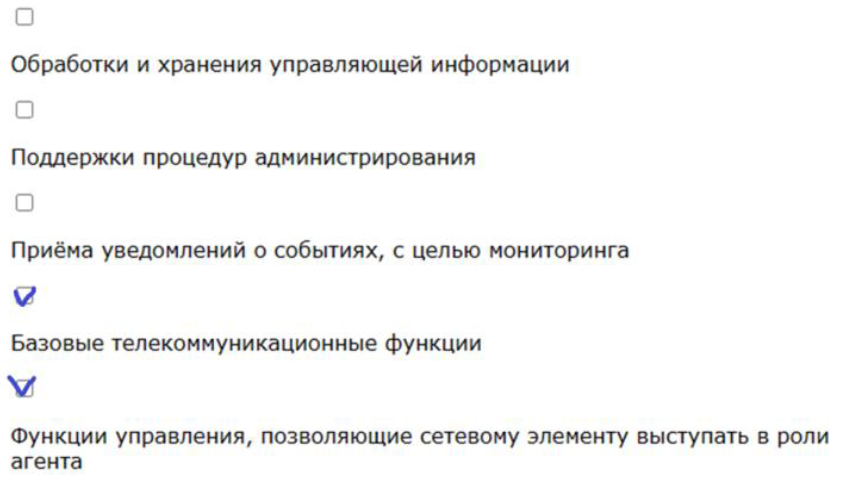 Обработки и хранения управляющей информации
Поддержки процедур администрирования
Приёма уведомлений о событиях, с целью мониторинга
Базовые телекоммуникационные функции
Функции управления, позволяющие сетевому элементу выступать в роли
агента